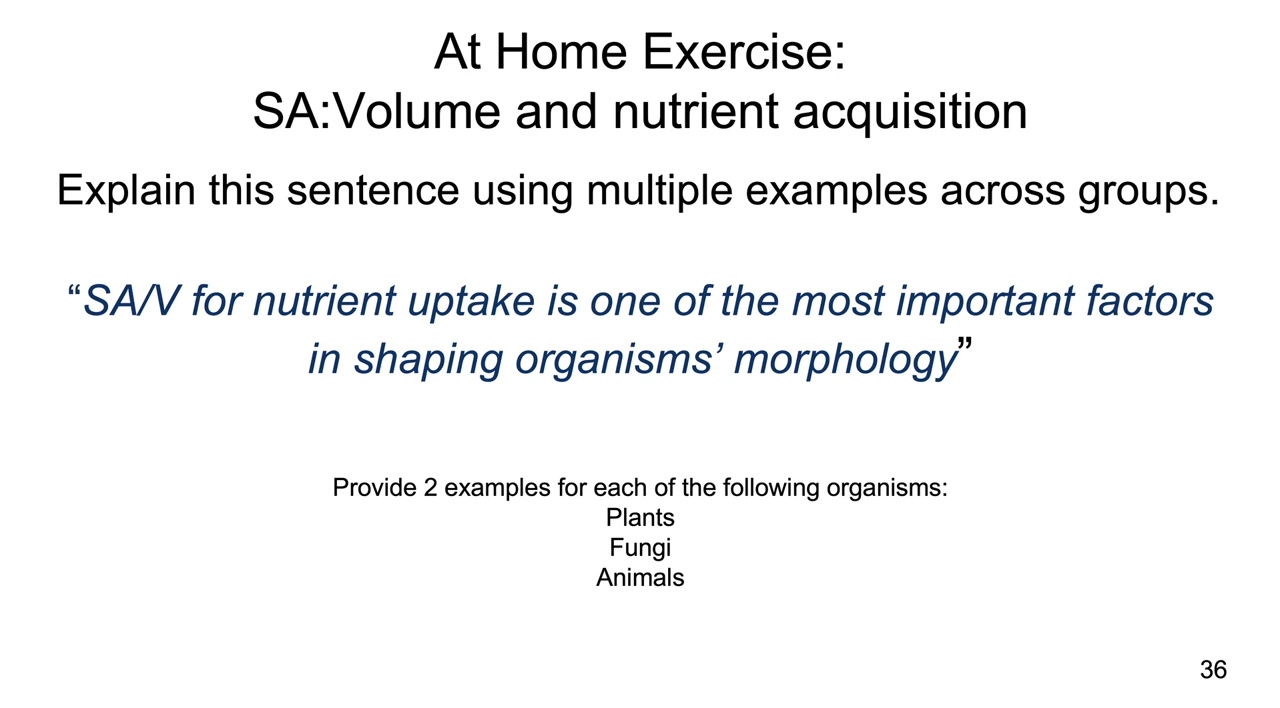 At Home Exercise:
SA:Volume and nutrient acquisition
Explain this sentence using multiple examples across groups.
“SA/V for nutrient uptake is one of the most important factors
in shaping organisms’ morphology”
Provide 2 examples for each of the following organisms:
Plants
Fungi
Animals
36